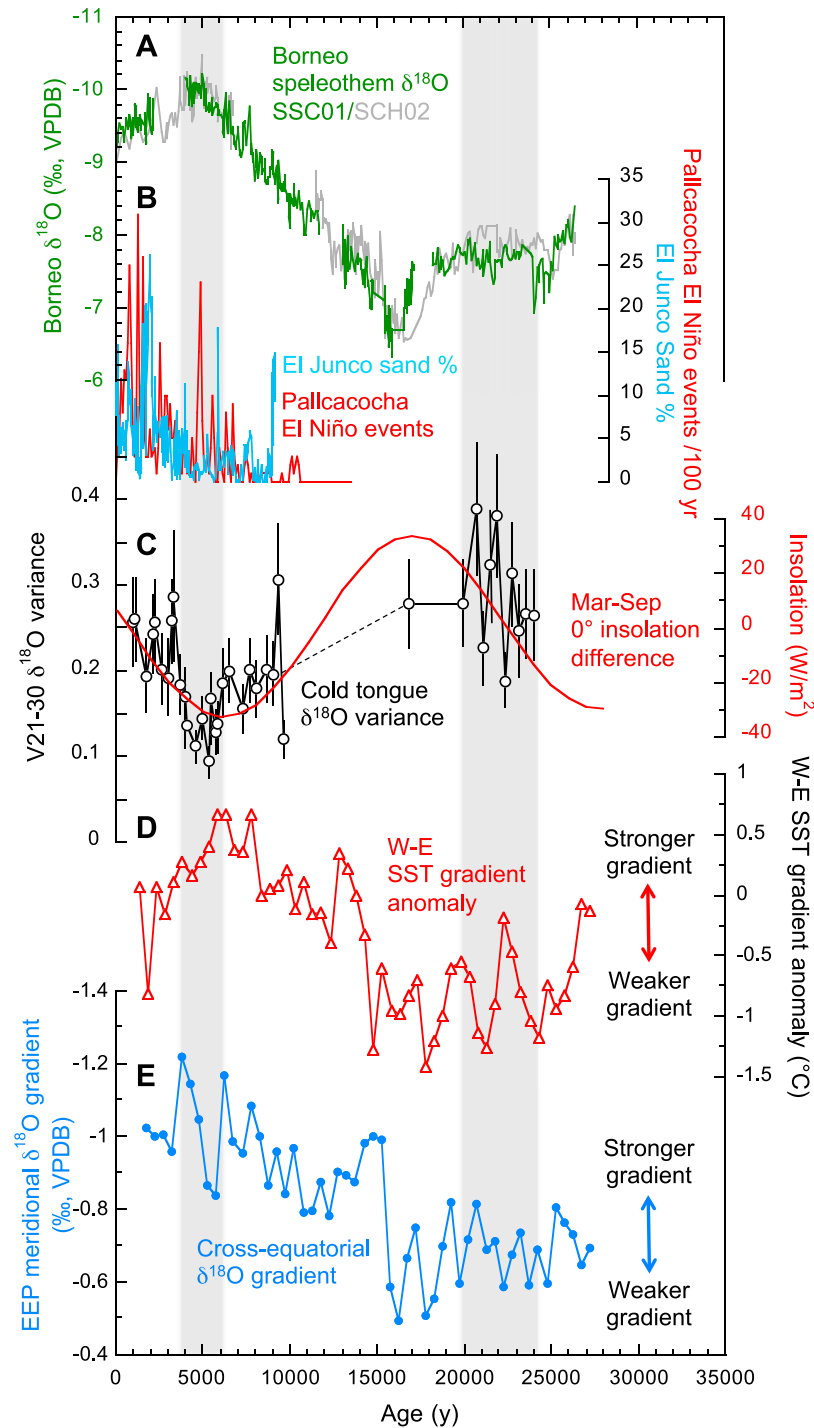 -11
A
-10
-9
-8
-7
-6
Borneo δ18O (‰, VPDB)
Borneo
speleothem δ18O
SSC01/SCH02
B
35
30
25
20
15
10
5
0
Pallcacocha El Niño events /100 yr
El Junco Sand %
El Junco sand %
Pallcacocha
El Niño events
0.4
0.3
0.2
0.1
0
V21-30 δ18O variance
C
40
20
0
-20
-40
Insolation (W/m2)
Mar-Sep
0° insolation
difference
Cold tongue
δ18O variance
D
1
0.5
0
-0.5
-1
-1.5
W-E SST
gradient anomaly (°C)
W-E
SST gradient
anomaly
Stronger
gradient
Weaker
gradient
-1.4
-1.2
-1
-0.8
-0.6
-0.4
EEP meridional δ18O gradient
(‰, VPDB)
E
Cross-equatorial
δ18O gradient
Stronger
gradient
Weaker
gradient
0
5000
10000
15000
20000
25000
30000
35000
Age (y)